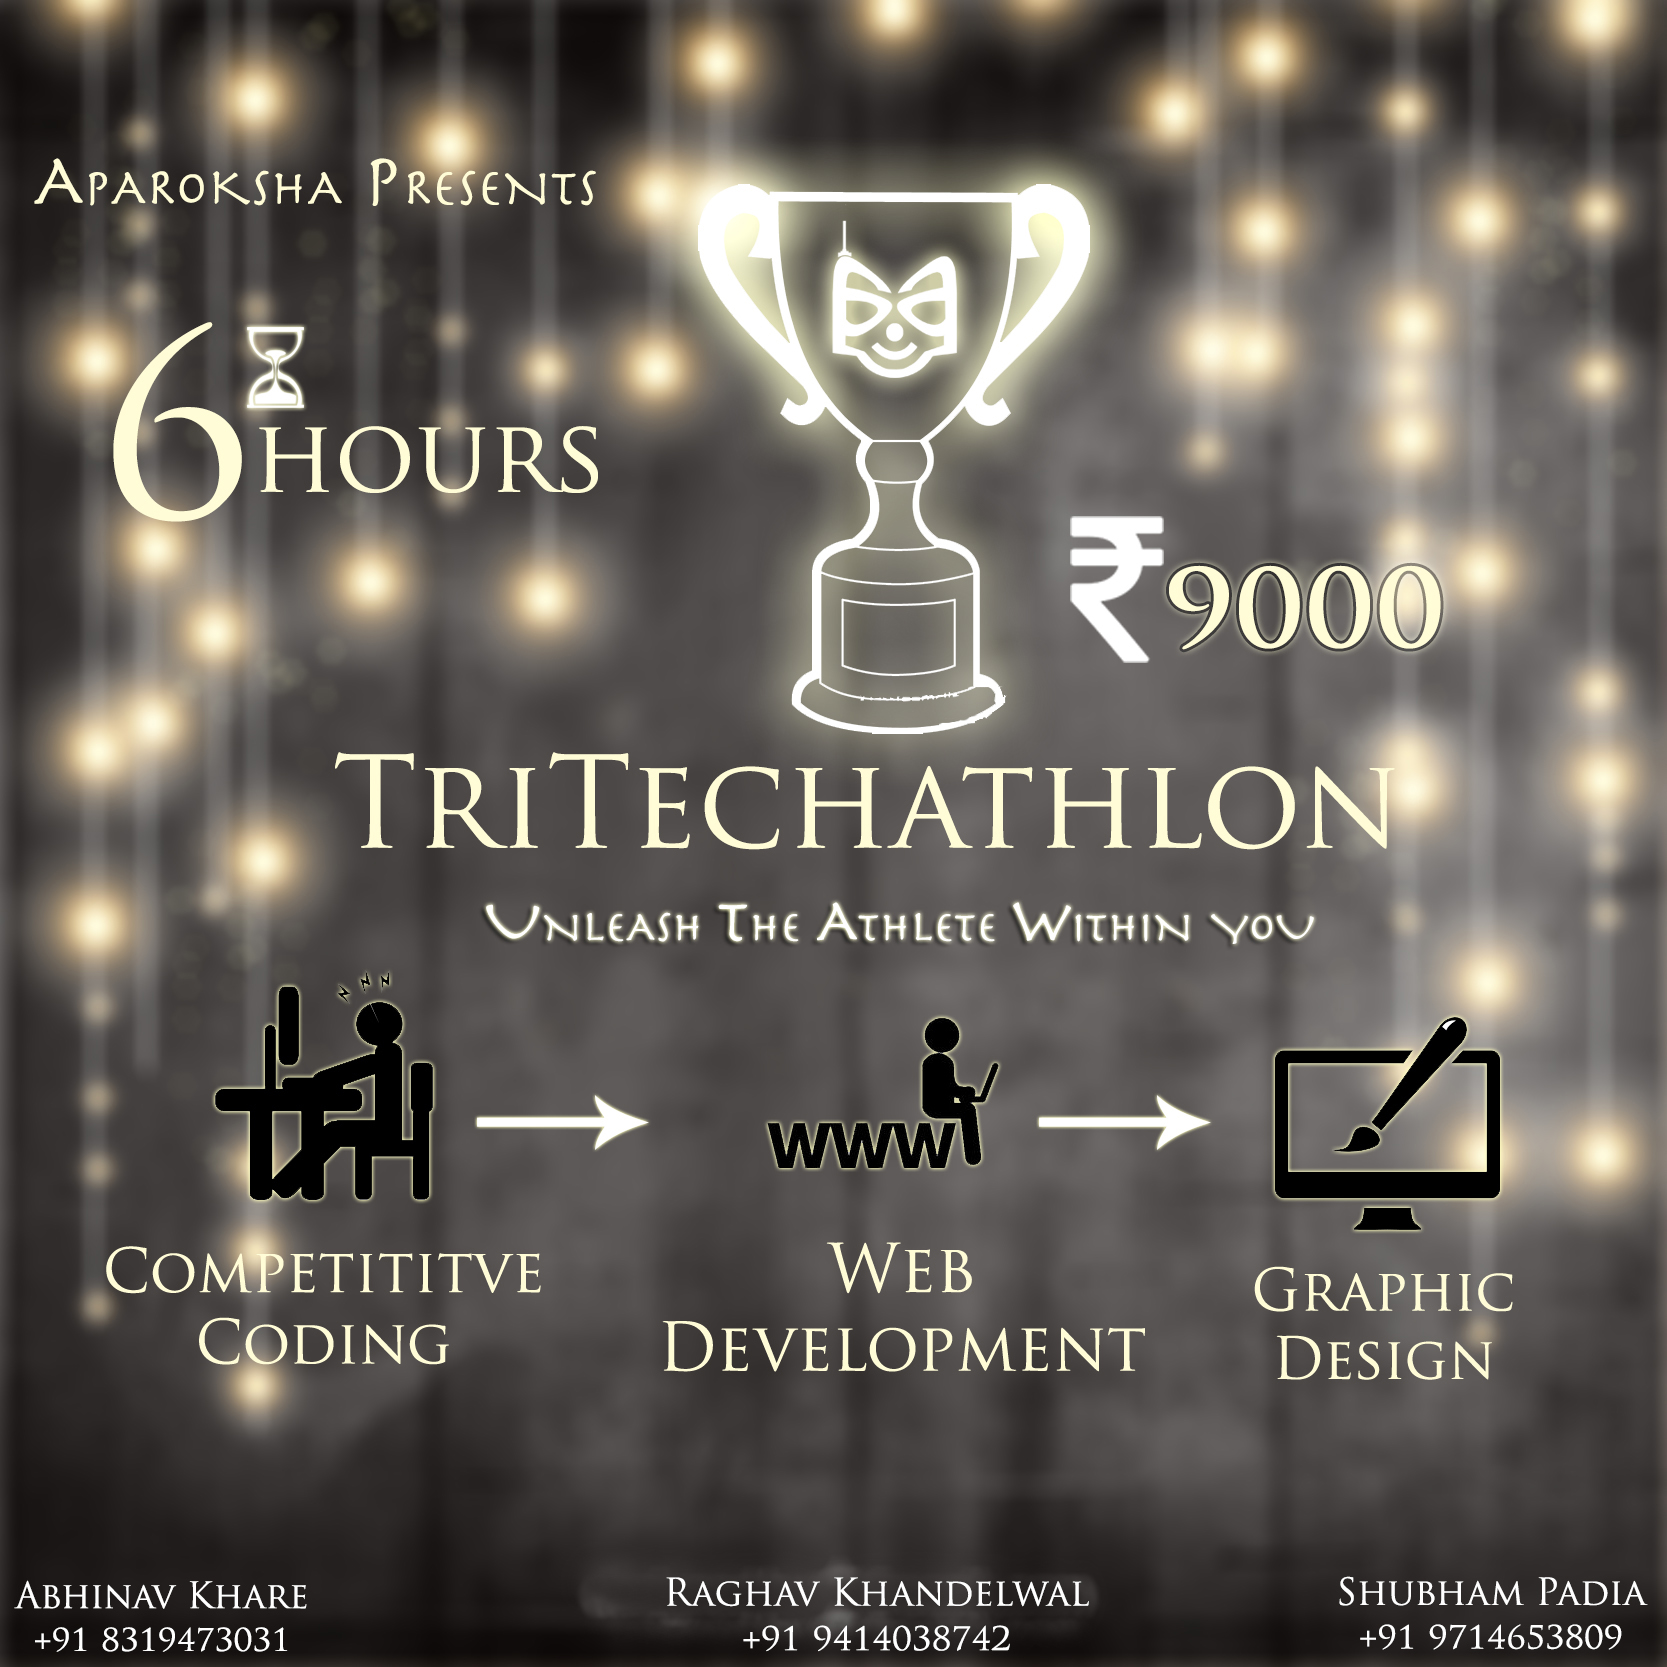 Aparoksha Presents
6 HOURS
₹9000
TriTechathlon
Unleash The Athlete Within you
www
Competititve
Coding
Web
Development
Graphic
Design
Abhinav Khare
+91 8319473031
Raghav Khandelwal
+91 9414038742
Shubham Padia
+91 9714653809